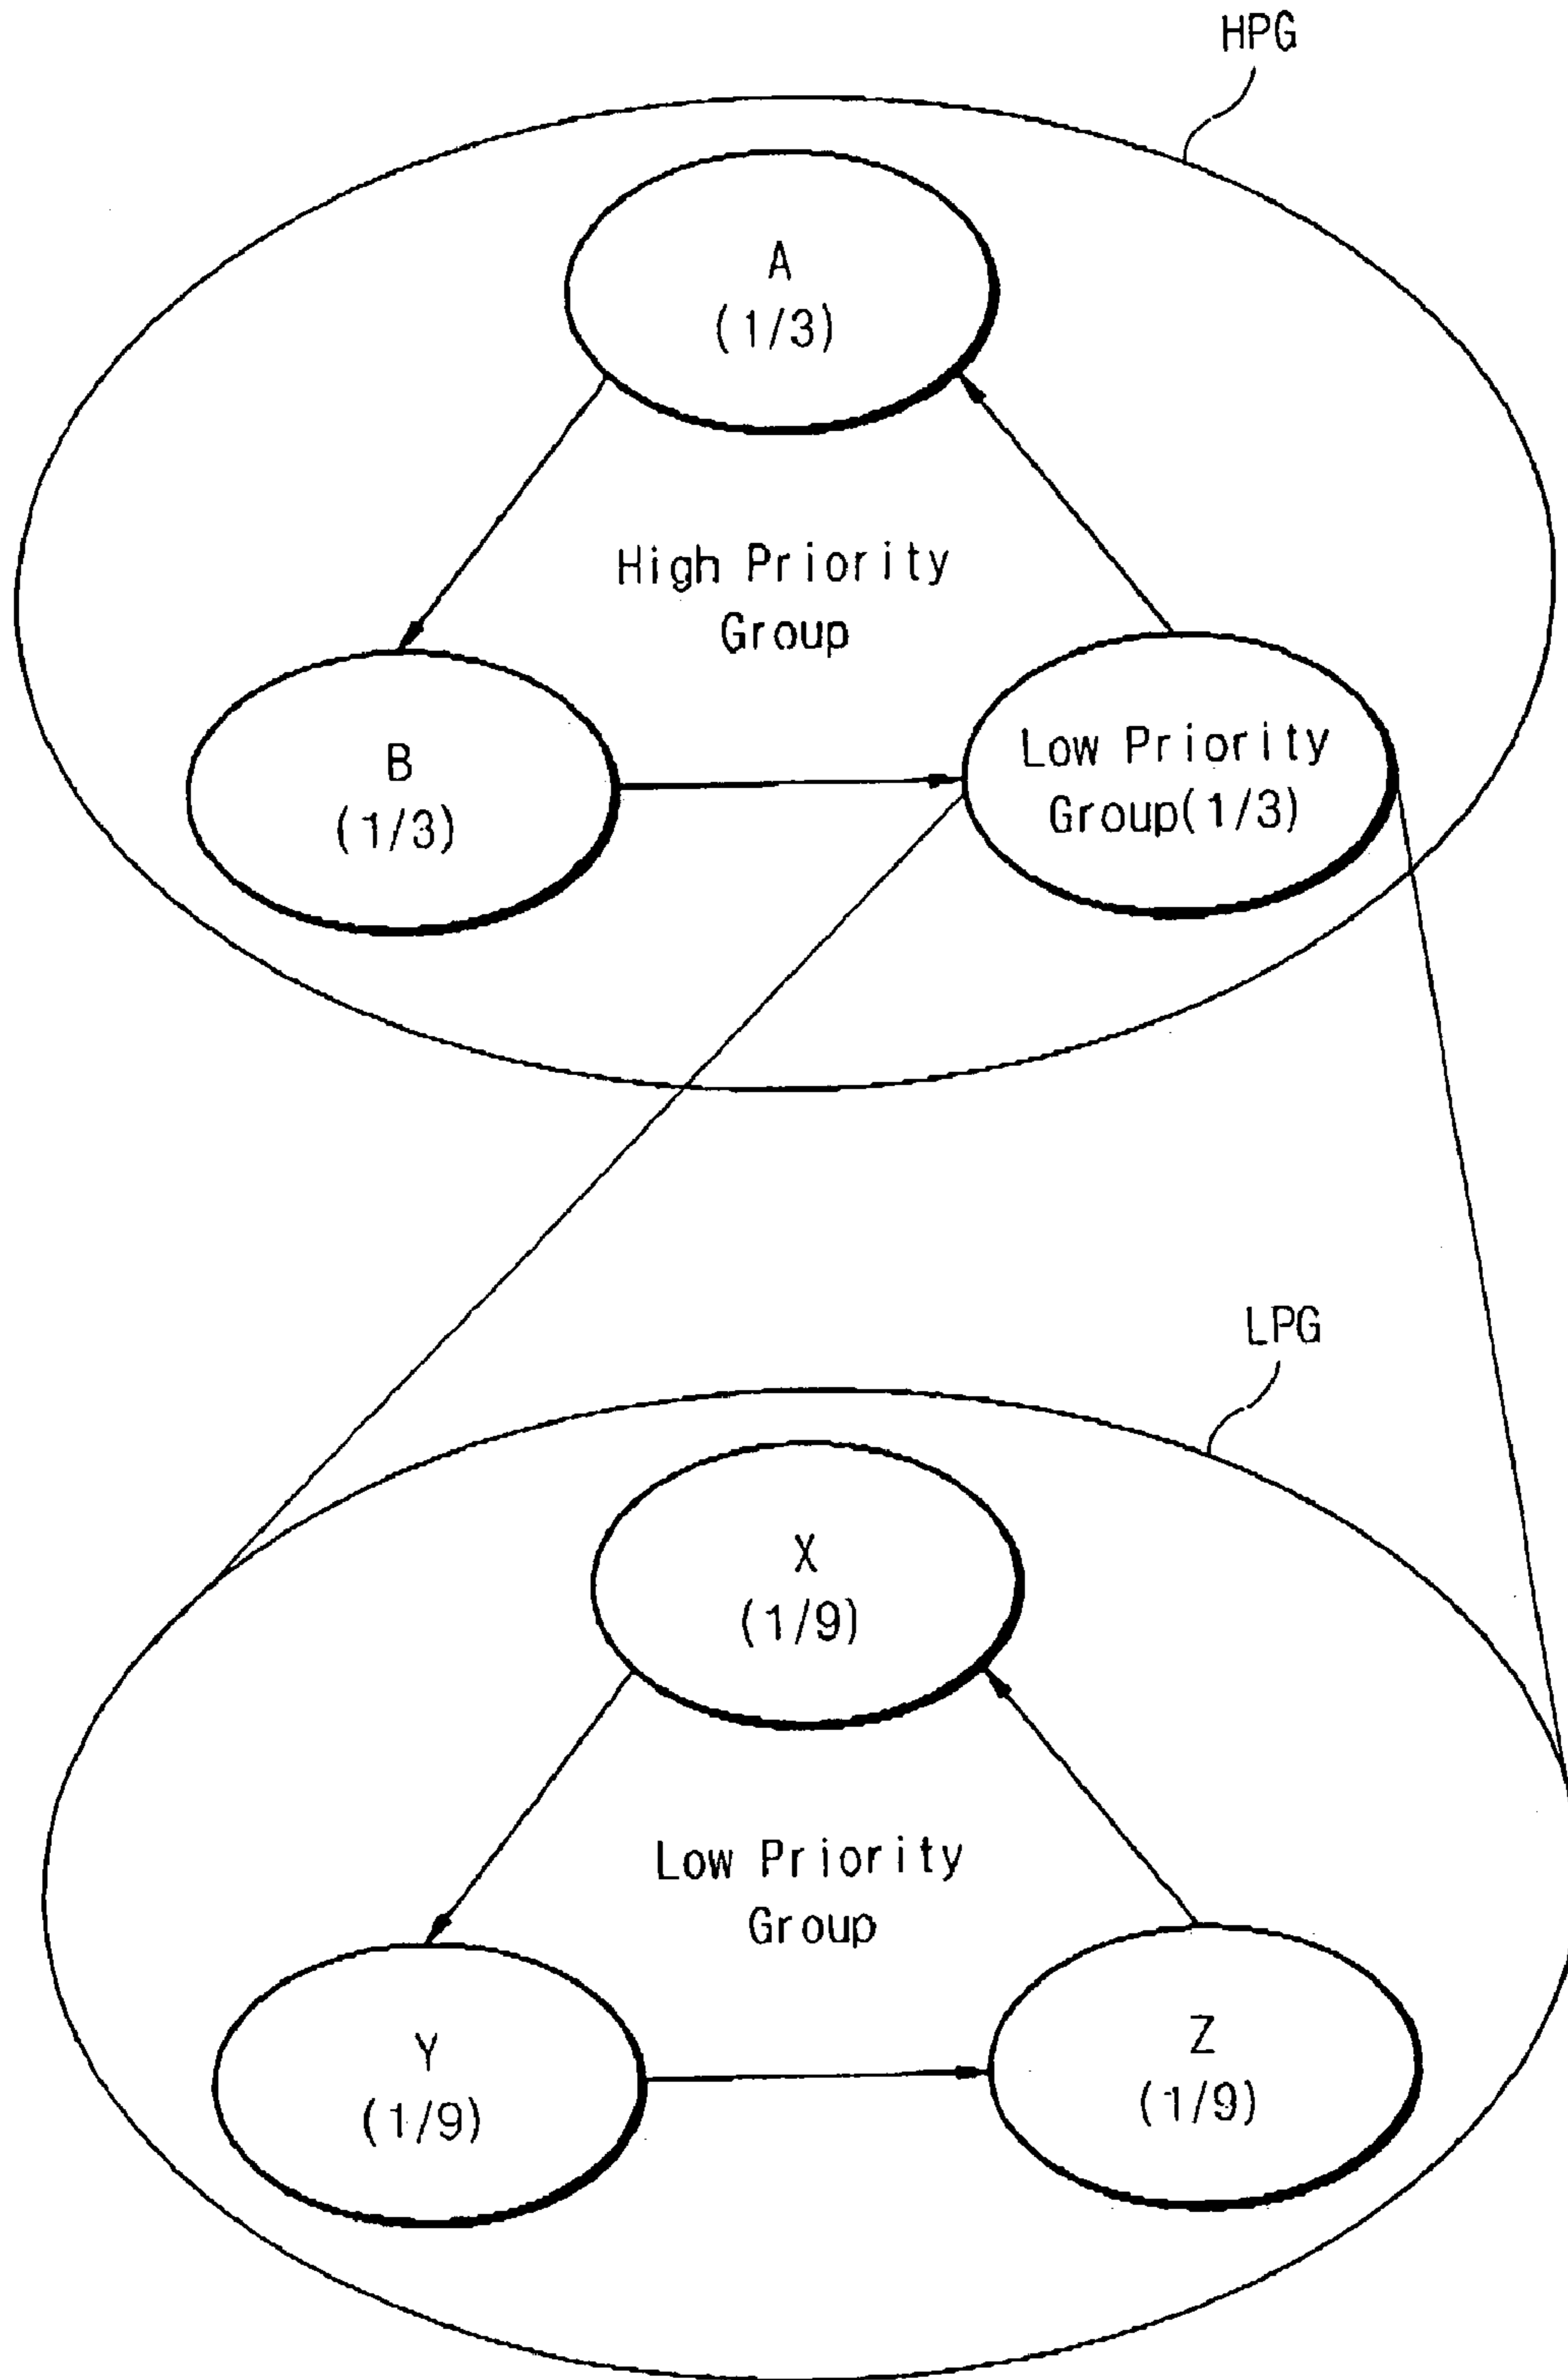 HPG
A
(1/3)
High Priority
Group
B
(1/3)
Low Priority
Group(1/3)
LPG
X
(1/9)
Low Priority
Group
Y
(1/9)
Z
(1/9)